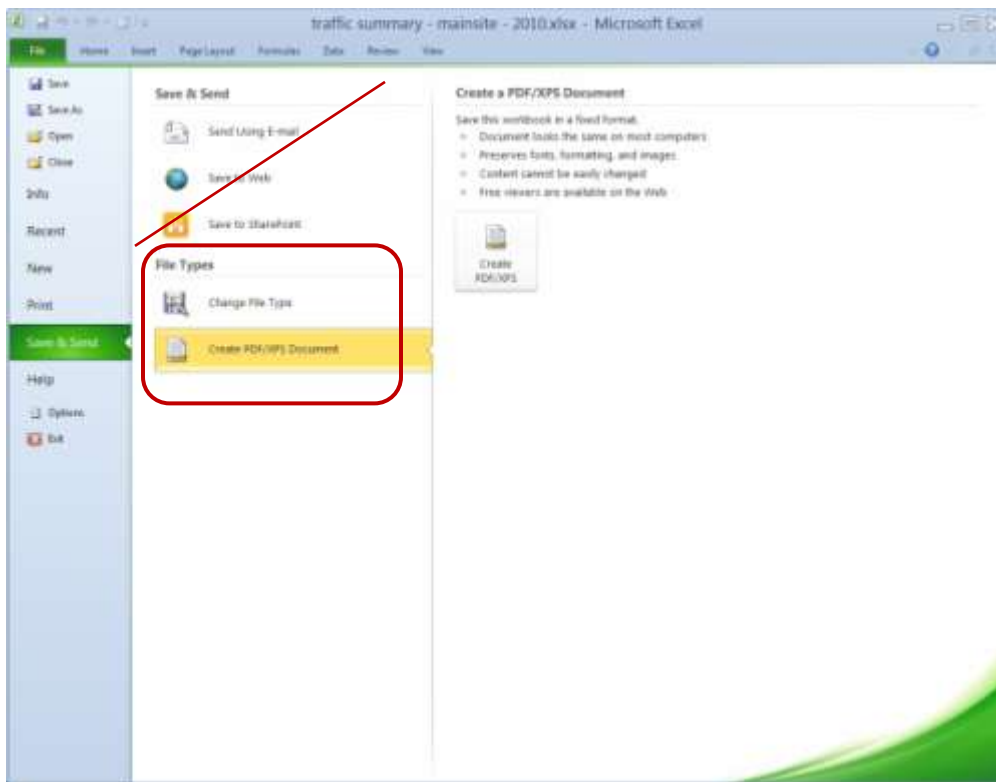 traffic summary - mainsite - 2010.xlsx - Microsoft Excel
File Home Insert Page Layout Formulas Data Review View
Save
Save As
Open
Close
Info
Recent
New
Print
Save & Send
Help
Options
Exit
Save & Send
Send Using E-mail
Save to Web
Save to SharePoint
File Types
Change File Type
Create PDF/XPS Document
Create a PDF/XPS Document
Save this workbook in a fixed format.
Document looks the same on most computers
Preserves fonts, formatting, and images
Content cannot be easily changed
Free viewers are available on the Web
Create
PDF/XPS